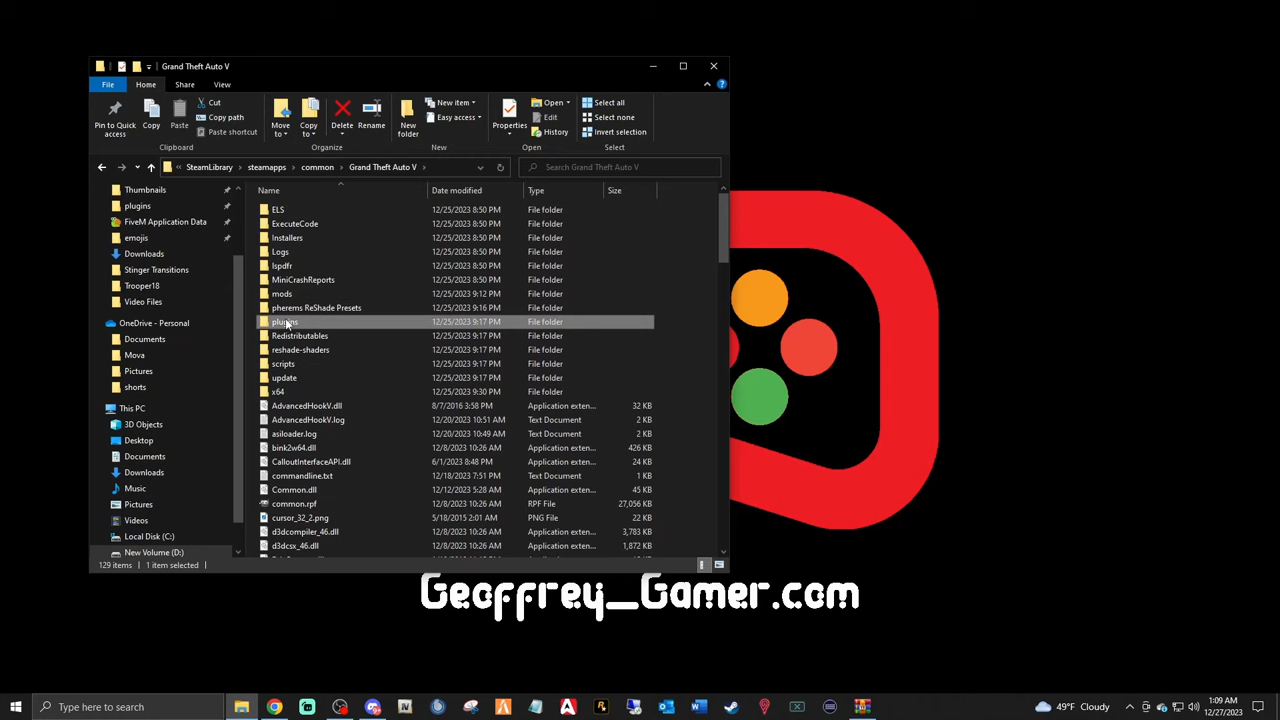 Grand Theft Auto V
File Home Share View
Pin to Quick access
Copy
Paste
Cut
Copy path
Paste shortcut
Clipboard
Move to
Copy to
Delete
Rename
Organize
New folder
New item
Easy access
New
Properties
Open
Edit
History
Open
Select all
Select none
Invert selection
Select
« SteamLibrary > steamapps > common > Grand Theft Auto V >
Search Grand Theft Auto V
Thumbnails
plugins
FiveM Application Data
emojis
Downloads
Stinger Transitions
Trooper18
Video Files
OneDrive - Personal
Documents
Mova
Pictures
shorts
This PC
3D Objects
Desktop
Documents
Downloads
Music
Pictures
Videos
Local Disk (C:)
New Volume (D:)
Name Date modified Type Size
ELS 12/25/2023 8:50 PM File folder
ExecuteCode 12/25/2023 8:50 PM File folder
Installers 12/25/2023 8:50 PM File folder
Logs 12/25/2023 8:50 PM File folder
lspdfr 12/25/2023 8:50 PM File folder
MiniCrashReports 12/25/2023 8:50 PM File folder
mods 12/25/2023 9:12 PM File folder
pherems ReShade Presets 12/25/2023 9:16 PM File folder
plugins 12/25/2023 9:17 PM File folder
Redistributables 12/25/2023 9:17 PM File folder
reshade-shaders 12/25/2023 9:17 PM File folder
scripts 12/25/2023 9:17 PM File folder
update 12/25/2023 9:17 PM File folder
x64 12/25/2023 9:30 PM File folder
AdvancedHookV.dll 8/7/2016 3:58 PM Application exten... 32 KB
AdvancedHookV.log 12/20/2023 10:51 AM Text Document 2 KB
asiloader.log 12/20/2023 10:49 AM Text Document 2 KB
bink2w64.dll 12/8/2023 10:26 AM Application exten... 426 KB
CalloutInterfaceAPI.dll 6/1/2023 8:48 PM Application exten... 24 KB
commandline.txt 12/18/2023 7:51 PM Text Document 1 KB
Common.dll 12/12/2023 5:28 AM Application exten... 45 KB
common.rpf 12/8/2023 10:26 AM RPF File 27,056 KB
cursor_32_2.png 5/18/2015 2:01 AM PNG File 22 KB
d3dcompiler_46.dll 12/8/2023 10:26 AM Application exten... 3,783 KB
d3dcsx_46.dll 12/8/2023 10:26 AM Application exten... 1,872 KB
129 items 1 item selected
Geoffrey_Gamer.com
Type here to search
49°F Cloudy
1:09 AM
12/27/2023